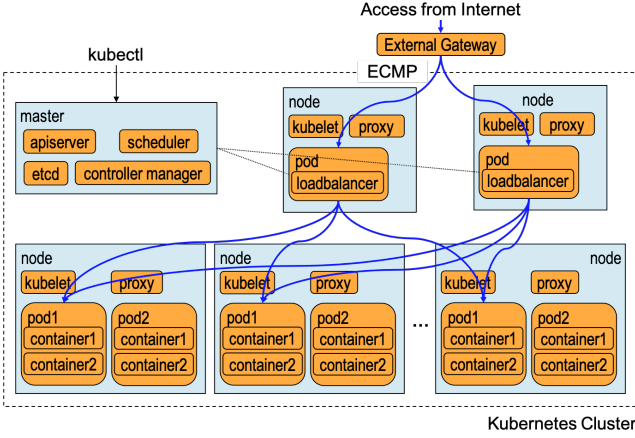 Access from Internet
External Gateway
kubectl
ECMP
master
apiserver
scheduler
etcd
controller manager
node
kubelet
proxy
pod
loadbalancer
node
kubelet
proxy
pod
loadbalancer
node
kubelet
proxy
pod1
container1
container2
pod2
container1
container2
node
kubelet
proxy
pod1
container1
container2
pod2
container1
container2
...
node
kubelet
proxy
pod1
container1
container2
pod2
container1
container2
Kubernetes Cluster